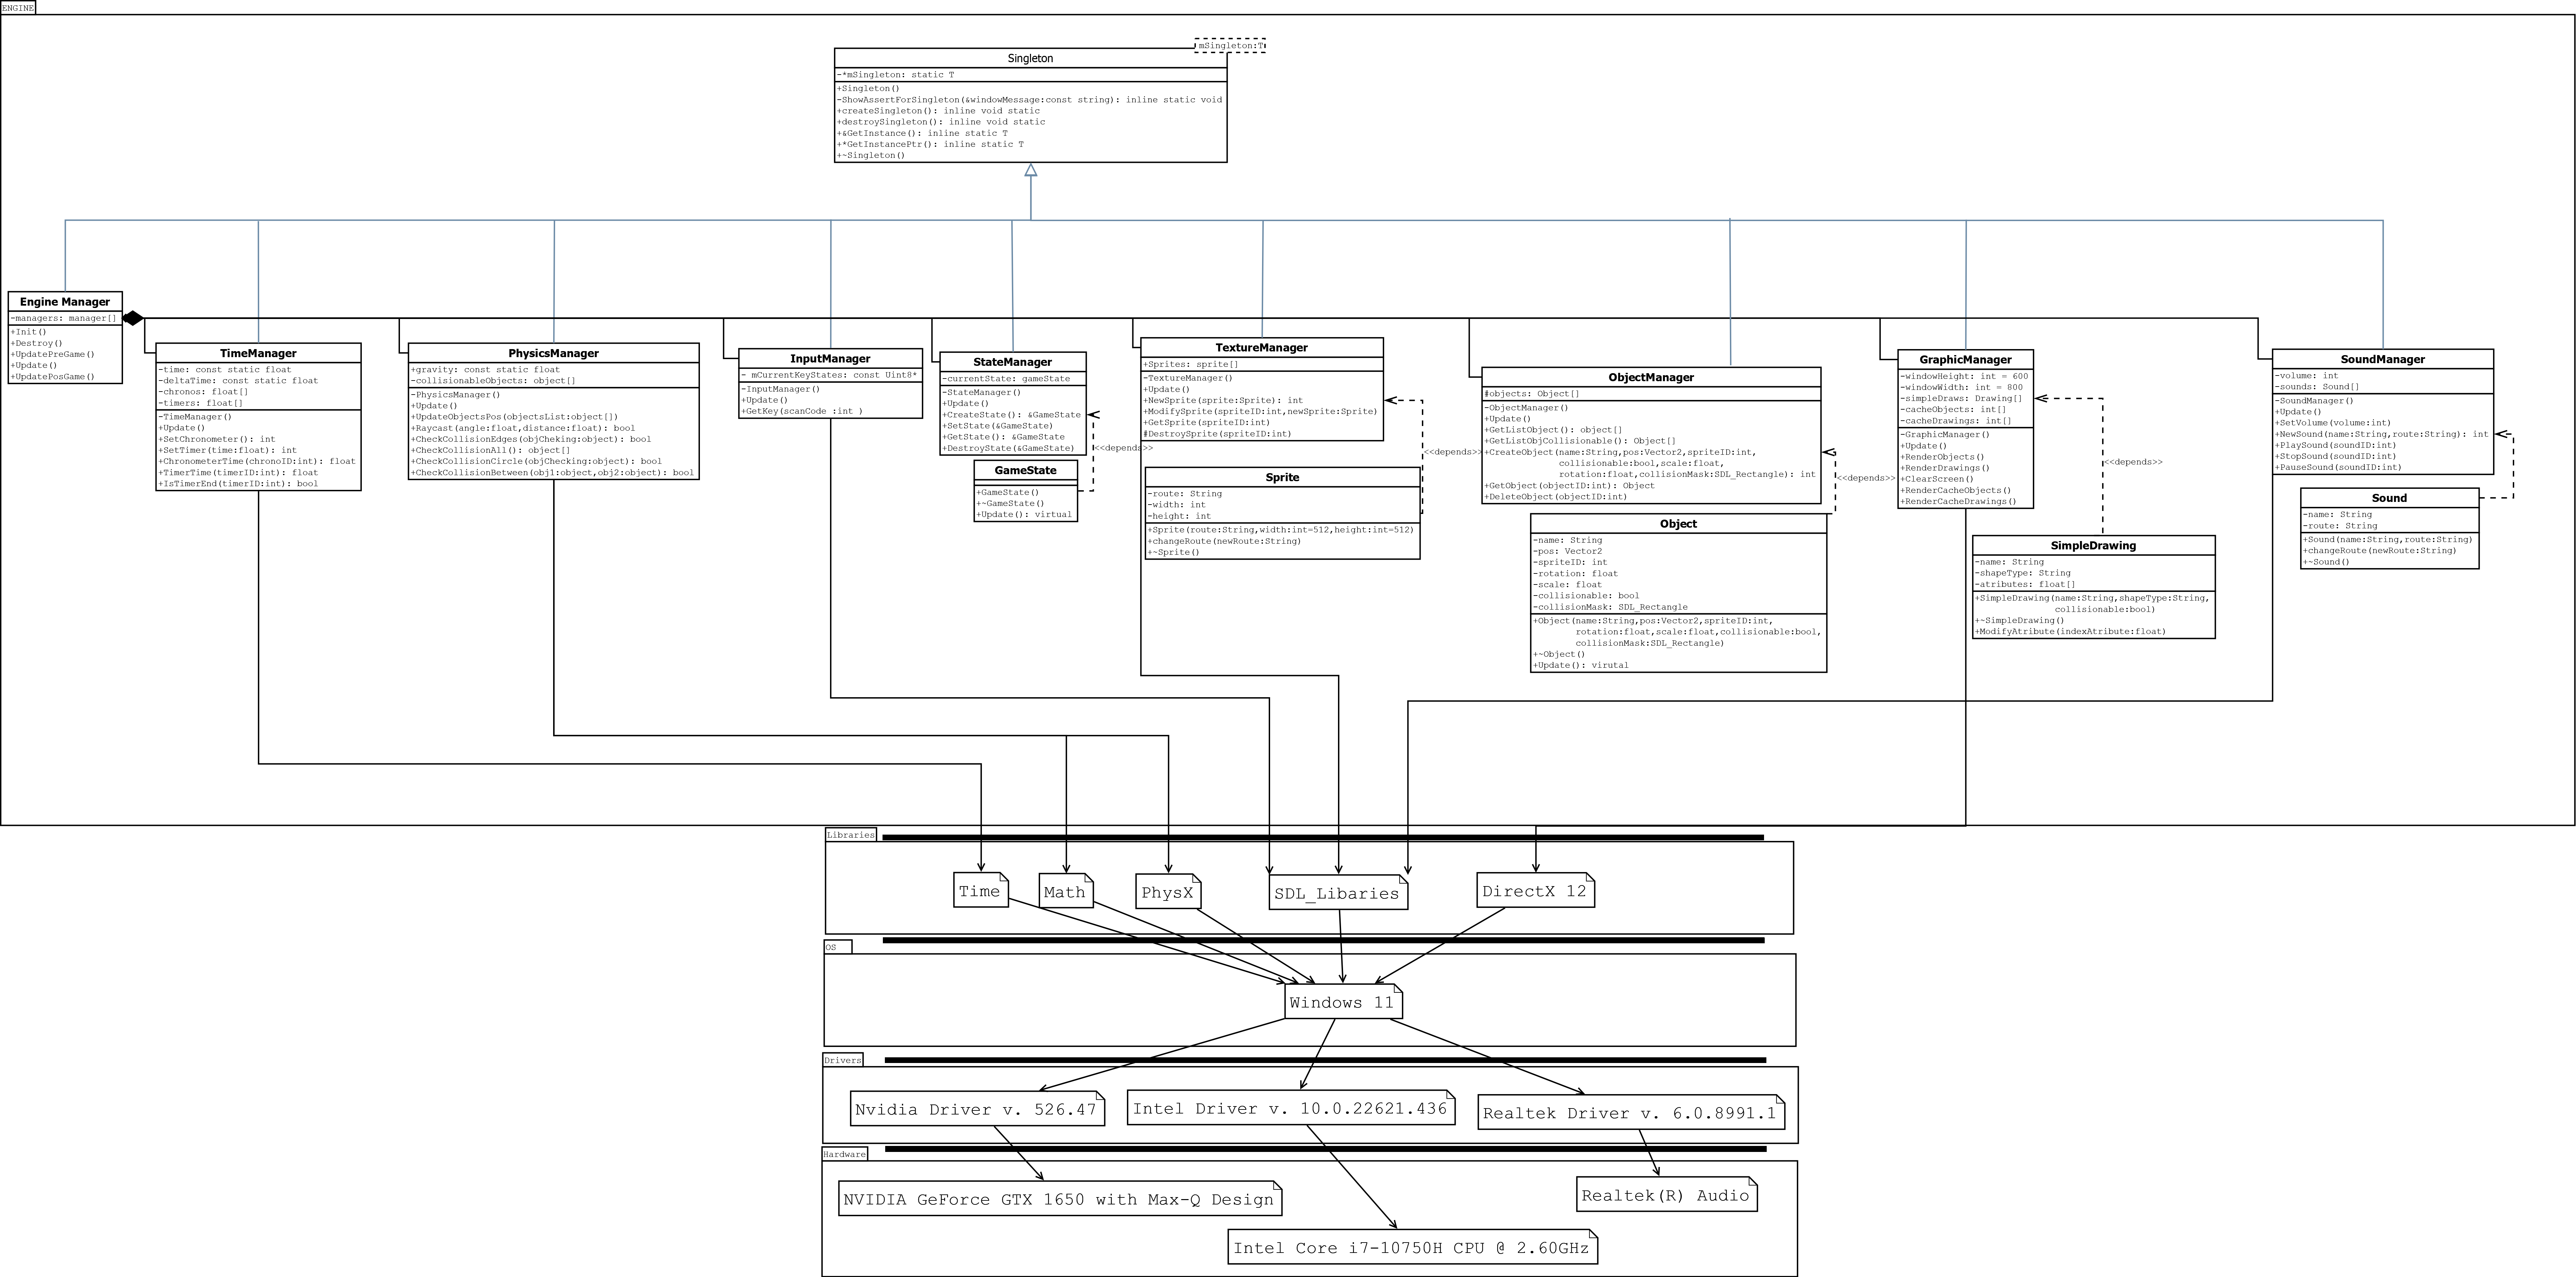 ENGINE
mSingleton:T
Singleton
-*mSingleton: static T
+Singleton()
-ShowAssertForSingleton(&windowMessage:const string): inline static void
+createSingleton(): inline void static
+destroySingleton(): inline void static
+&GetInstance(): inline static T
+*GetInstancePtr(): inline static T
+~Singleton()
Engine Manager
-managers: manager[]
+Init()
+Destroy()
+UpdatePreGame()
+Update()
+UpdatePosGame()
TimeManager
-time: const static float
-deltaTime: const static float
-chronos: float[]
-timers: float[]
-TimeManager()
+Update()
+SetChronometer(): int
+SetTimer(time:float): int
+ChronometerTime(chronoID:int): float
+TimerTime(timerID:int): float
+IsTimerEnd(timerID:int): bool
PhysicsManager
+gravity: const static float
-collisionableObjects: object[]
-PhysicsManager()
+Update()
+UpdateObjectsPos(objectsList:object[])
+Raycast(angle:float,distance:float): bool
+CheckCollisionEdges(objCheking:object): bool
+CheckCollisionAll(): object[]
+CheckCollisionCircle(objChecking:object): bool
+CheckCollisionBetween(obj1:object,obj2:object): bool
InputManager
- mCurrentKeyStates: const Uint8*
-InputManager()
+Update()
+GetKey(scanCode :int )
StateManager
-currentState: gameState
-StateManager()
+Update()
+CreateState(): &GameState
+SetState(&GameState)
+GetState(): &GameState
+DestroyState(&GameState)
<<depends>>
GameState
+GameState()
+~GameState()
+Update(): virtual
TextureManager
+Sprites: sprite[]
-TextureManager()
+Update()
+NewSprite(sprite:Sprite): int
+ModifySprite(spriteID:int,newSprite:Sprite)
+GetSprite(spriteID:int)
#DestroySprite(spriteID:int)
<<depends>>
Sprite
-route: String
-width: int
-height: int
+Sprite(route:String,width:int=512,height:int=512)
+changeRoute(newRoute:String)
+~Sprite()
ObjectManager
#objects: Object[]
-ObjectManager()
+Update()
+GetListObject(): object[]
+GetListObjCollisionable(): Object[]
+CreateObject(name:String,pos:Vector2,spriteID:int,
collisionable:bool,scale:float,
rotation:float,collisionMask:SDL_Rectangle): int
+GetObject(objectID:int): Object
+DeleteObject(objectID:int)
<<depends>>
Object
-name: String
-pos: Vector2
-spriteID: int
-rotation: float
-scale: float
-collisionable: bool
-collisionMask: SDL_Rectangle
+Object(name:String,pos:Vector2,spriteID:int,
rotation:float,scale:float,collisionable:bool,
collisionMask:SDL_Rectangle)
+~Object()
+Update(): virutal
GraphicManager
-windowHeight: int = 600
-windowWidth: int = 800
-simpleDraws: Drawing[]
-cacheObjects: int[]
-cacheDrawings: int[]
-GraphicManager()
+Update()
+RenderObjects()
+RenderDrawings()
+ClearScreen()
+RenderCacheObjects()
+RenderCacheDrawings()
<<depends>>
SimpleDrawing
-name: String
-shapeType: String
-atributes: float[]
+SimpleDrawing(name:String,shapeType:String,
collisionable:bool)
+~SimpleDrawing()
+ModifyAtribute(indexAtribute:float)
SoundManager
-volume: int
-sounds: Sound[]
-SoundManager()
+Update()
+SetVolume(volume:int)
+NewSound(name:String,route:String): int
+PlaySound(soundID:int)
+StopSound(soundID:int)
+PauseSound(soundID:int)
Sound
-name: String
-route: String
+Sound(name:String,route:String)
+changeRoute(newRoute:String)
+~Sound()
Libraries
Time
Math
PhysX
SDL_Libaries
DirectX 12
OS
Windows 11
Drivers
Nvidia Driver v. 526.47
Intel Driver v. 10.0.22621.436
Realtek Driver v. 6.0.8991.1
Hardware
NVIDIA GeForce GTX 1650 with Max-Q Design
Realtek(R) Audio
Intel Core i7-10750H CPU @ 2.60GHz